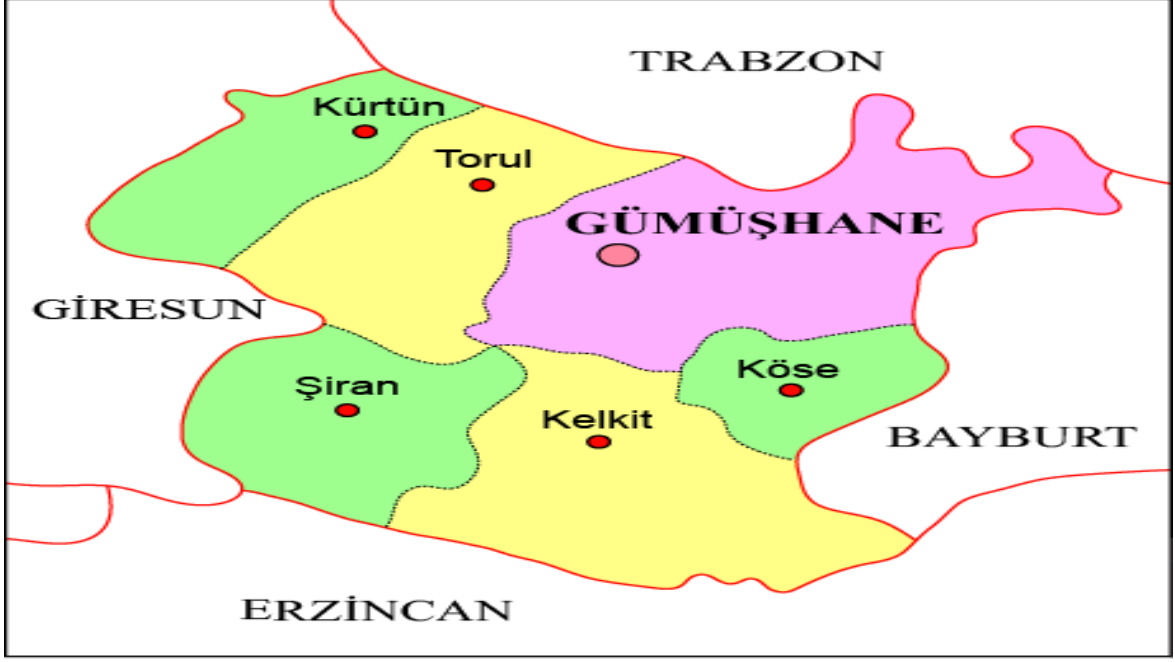 TRABZON
Kürtün
Torul
GÜMÜŞHANE
GİRESUN
Şiran
Köse
Kelkit
BAYBURT
ERZİNCAN